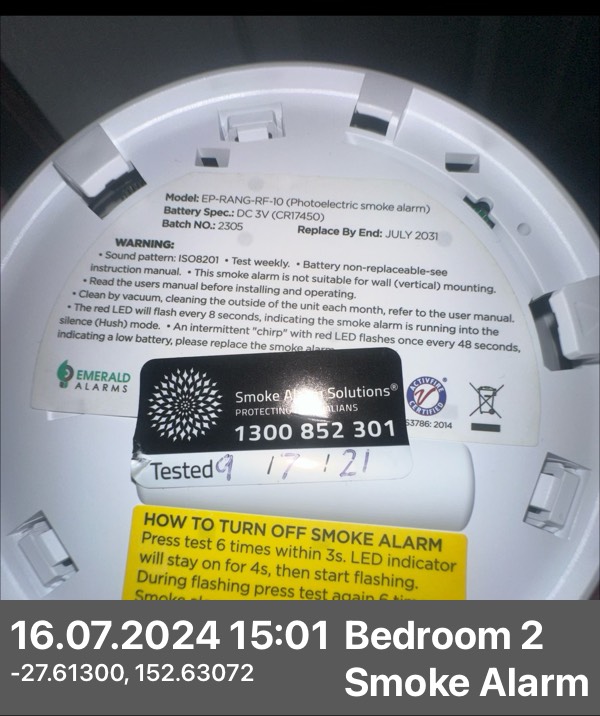 Model: EP-RANG-RF-10 (Photoelectric smoke alarm)
Battery Spec.: DC 3V (CR17450)
Batch NO.: 2305 Replace By End: JULY 2031
WARNING:
• Sound pattern: ISO8201 • Test weekly. • Battery non-replaceable-see
instruction manual. • This smoke alarm is not suitable for wall (vertical) mounting.
• Read the users manual before installing and operating.
• Clean by vacuum, cleaning the outside of the unit each month, refer to the user manual.
• The red LED will flash every 8 seconds, indicating the smoke alarm is running into the
silence (Hush) mode. • An intermittent "chirp" with red LED flashes once every 48 seconds,
indicating a low battery, please replace the smoke alarm
EMERALD
ALARMS
Smoke Solutions®
PROTECTING
1300 852 301
ACTIVFIRE
CERTIFIED
3786: 2014
Tested 9 / 7 / 21
HOW TO TURN OFF SMOKE ALARM
Press test 6 times within 3s. LED indicator
will stay on for 4s, then start flashing.
During flashing press test again 6
16.07.2024 15:01 Bedroom 2
-27.61300, 152.63072 Smoke Alarm